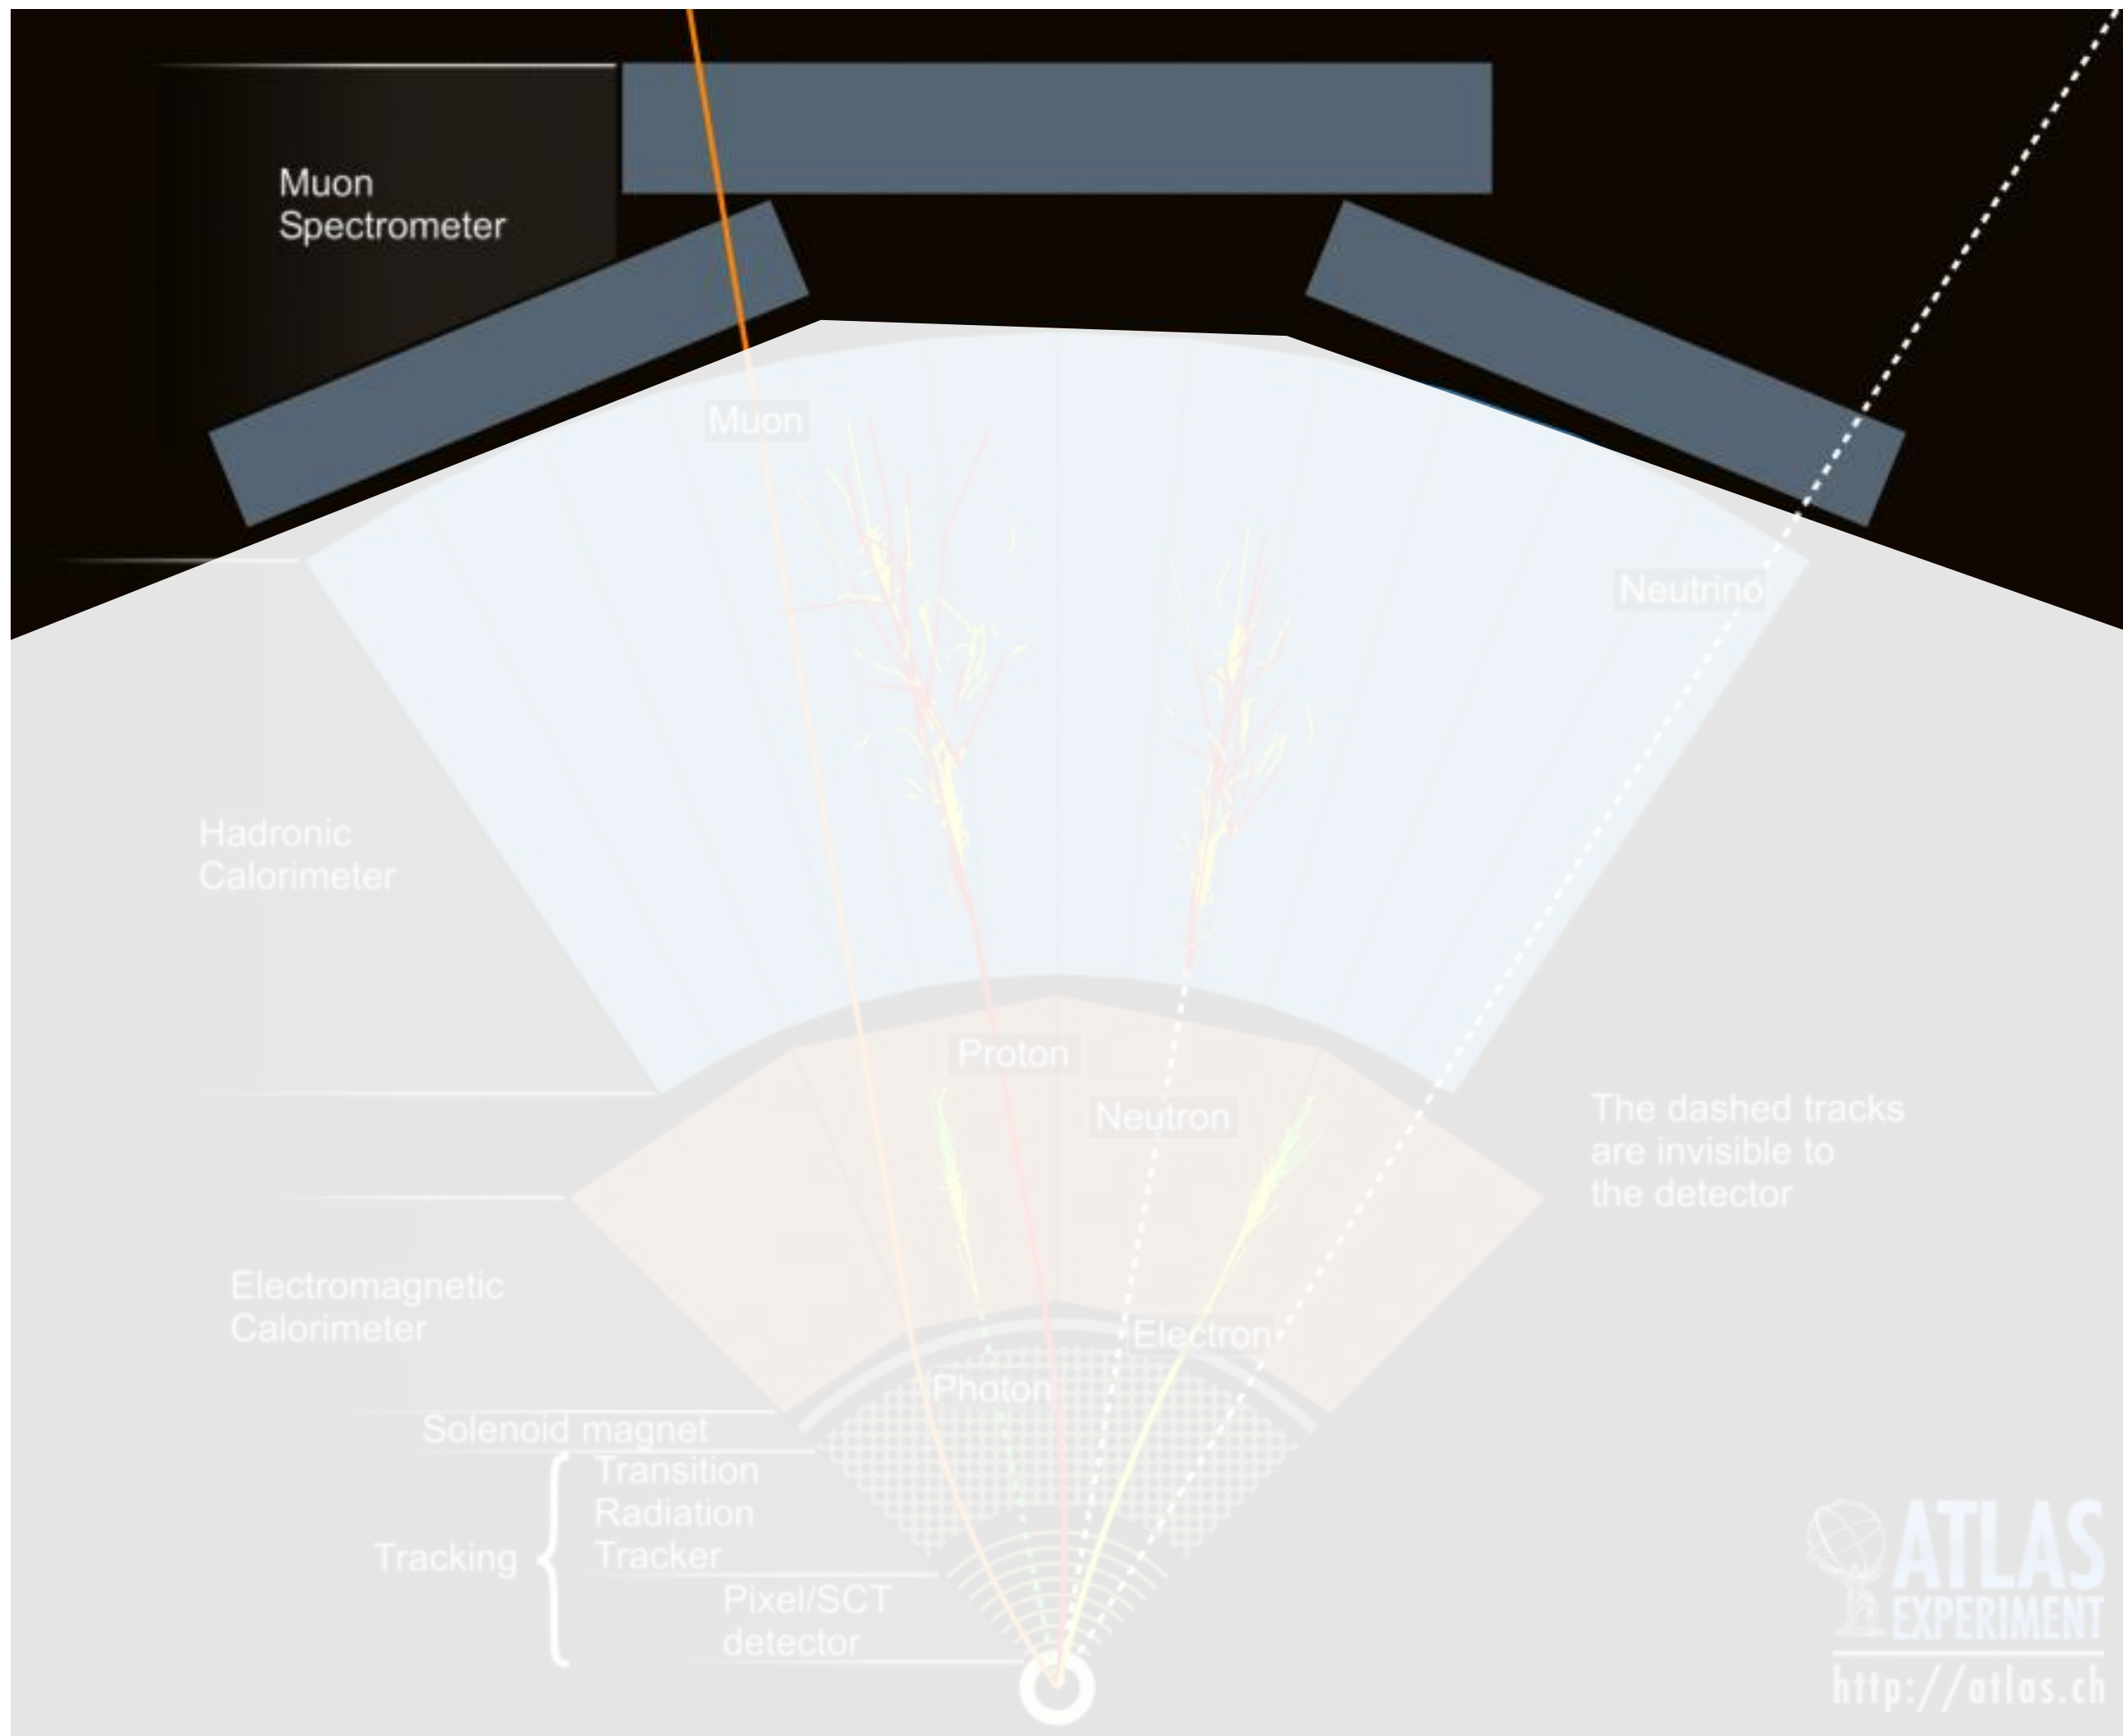 Muon
Spectrometer
Muon
Neutrino
Hadronic
Calorimeter
Proton
Neutron
The dashed tracks
are invisible to
the detector
Electromagnetic
Calorimeter
Electron
Photon
Solenoid magnet
Transition
Radiation
Tracker
Tracking
Pixel/SCT
detector
ATLAS
EXPERIMENT
http://atlas.ch